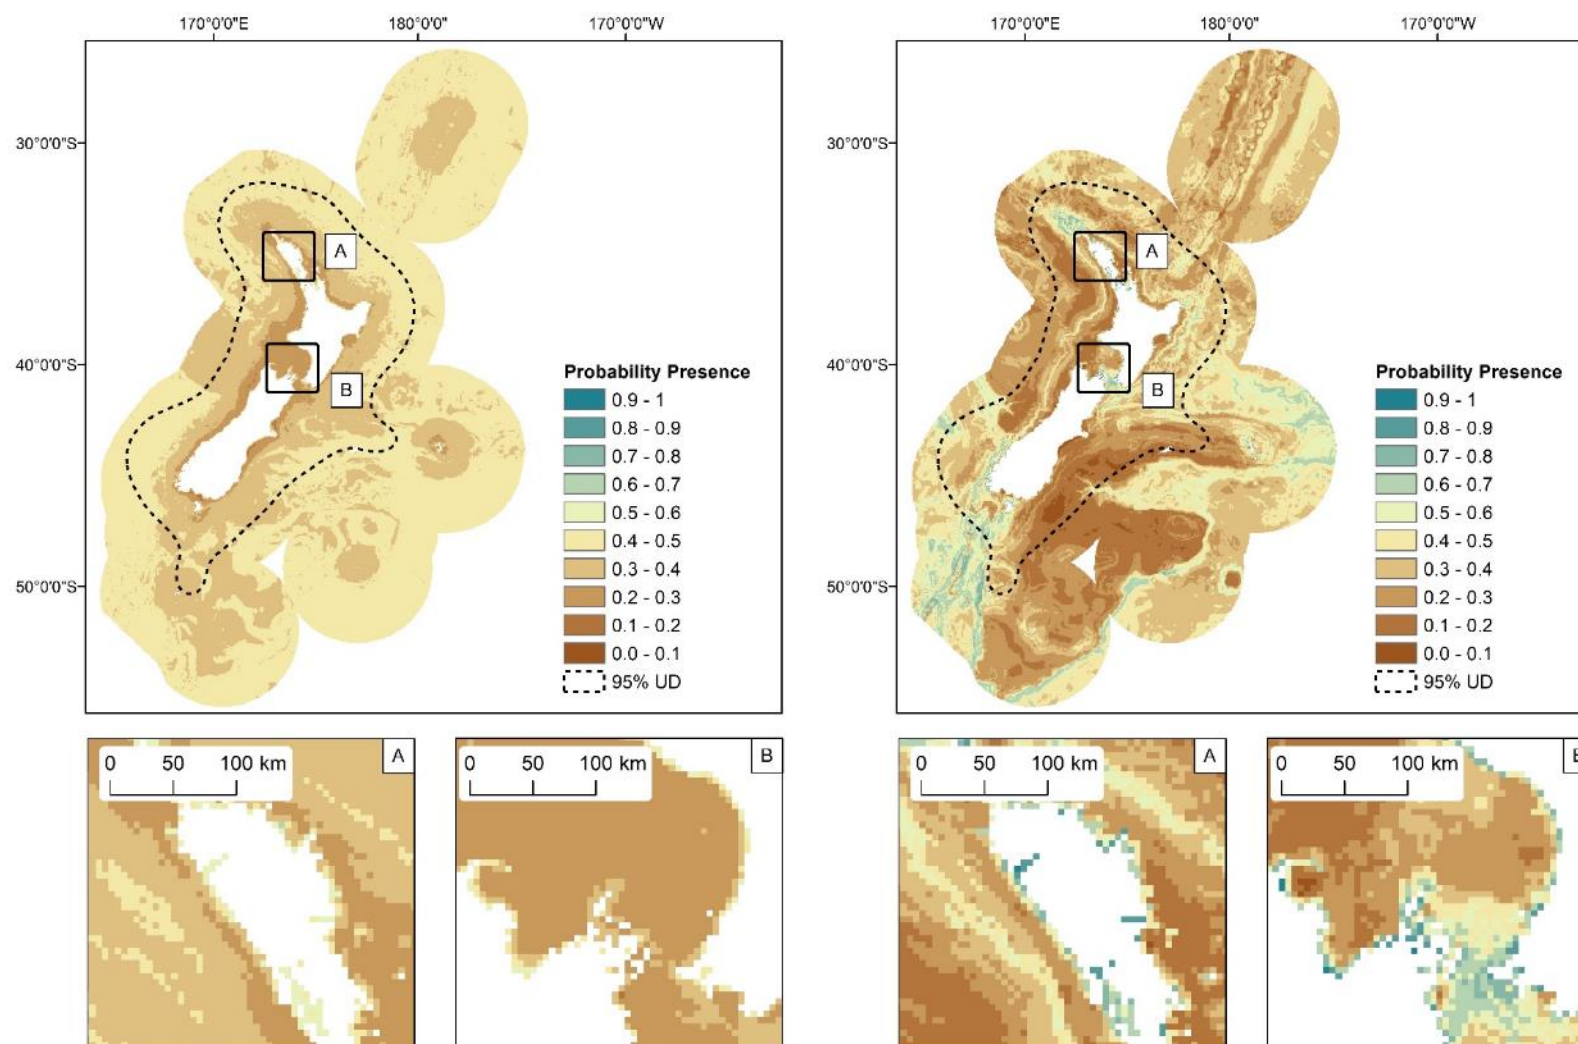 170°0'0"E 180°0'0" 170°0'0"W
30°0'0"S
40°0'0"S
50°0'0"S
A
B
Probability Presence
0.9 - 1
0.8 - 0.9
0.7 - 0.8
0.6 - 0.7
0.5 - 0.6
0.4 - 0.5
0.3 - 0.4
0.2 - 0.3
0.1 - 0.2
0.0 - 0.1
95% UD
0 50 100 km
A
0 50 100 km
B
170°0'0"E 180°0'0" 170°0'0"W
30°0'0"S
40°0'0"S
50°0'0"S
A
B
Probability Presence
0.9 - 1
0.8 - 0.9
0.7 - 0.8
0.6 - 0.7
0.5 - 0.6
0.4 - 0.5
0.3 - 0.4
0.2 - 0.3
0.1 - 0.2
0.0 - 0.1
95% UD
0 50 100 km
A
0 50 100 km